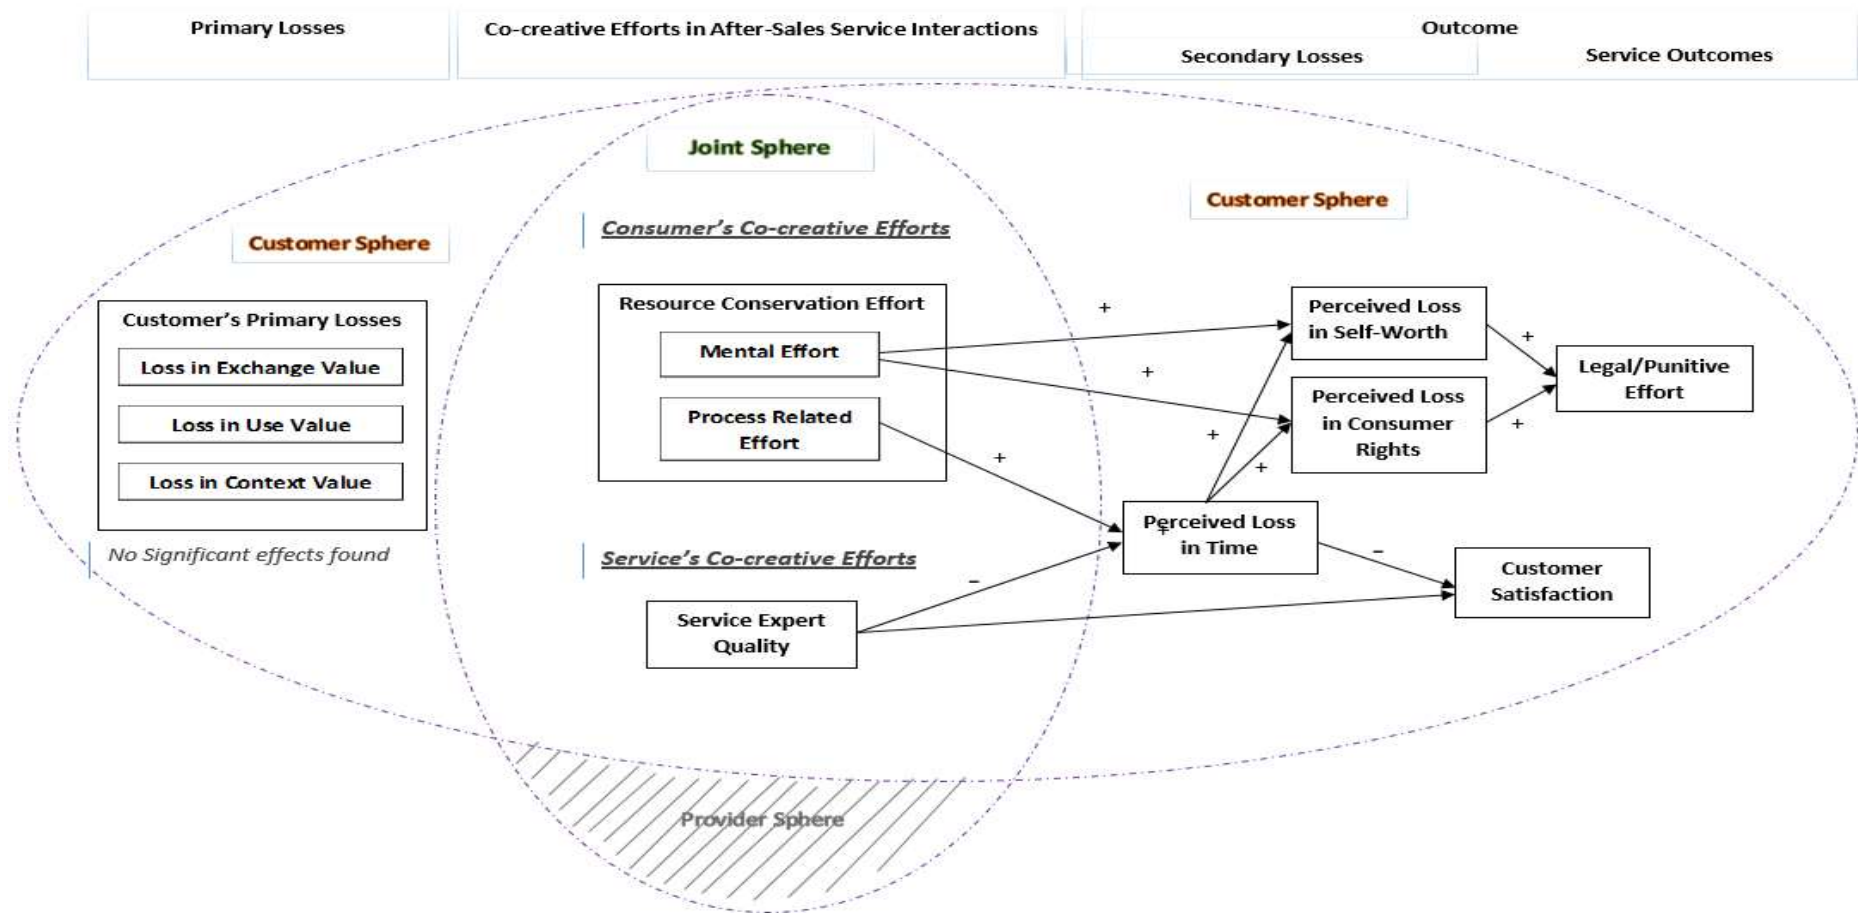 Primary Losses
Co-creative Efforts in After-Sales Service Interactions
Outcome
Secondary Losses
Service Outcomes
Joint Sphere
Customer Sphere
Customer Sphere
Consumer's Co-creative Efforts
Customer's Primary Losses
Loss in Exchange Value
Loss in Use Value
Loss in Context Value
No Significant effects found
Resource Conservation Effort
Mental Effort
Process Related
Effort
Service's Co-creative Efforts
Service Expert
Quality
+
+
+
–
+
+
+
Perceived Loss
in Self-Worth
Perceived Loss
in Consumer
Rights
Perceived Loss
in Time
+
+
–
Legal/Punitive
Effort
Customer
Satisfaction
Provider Sphere